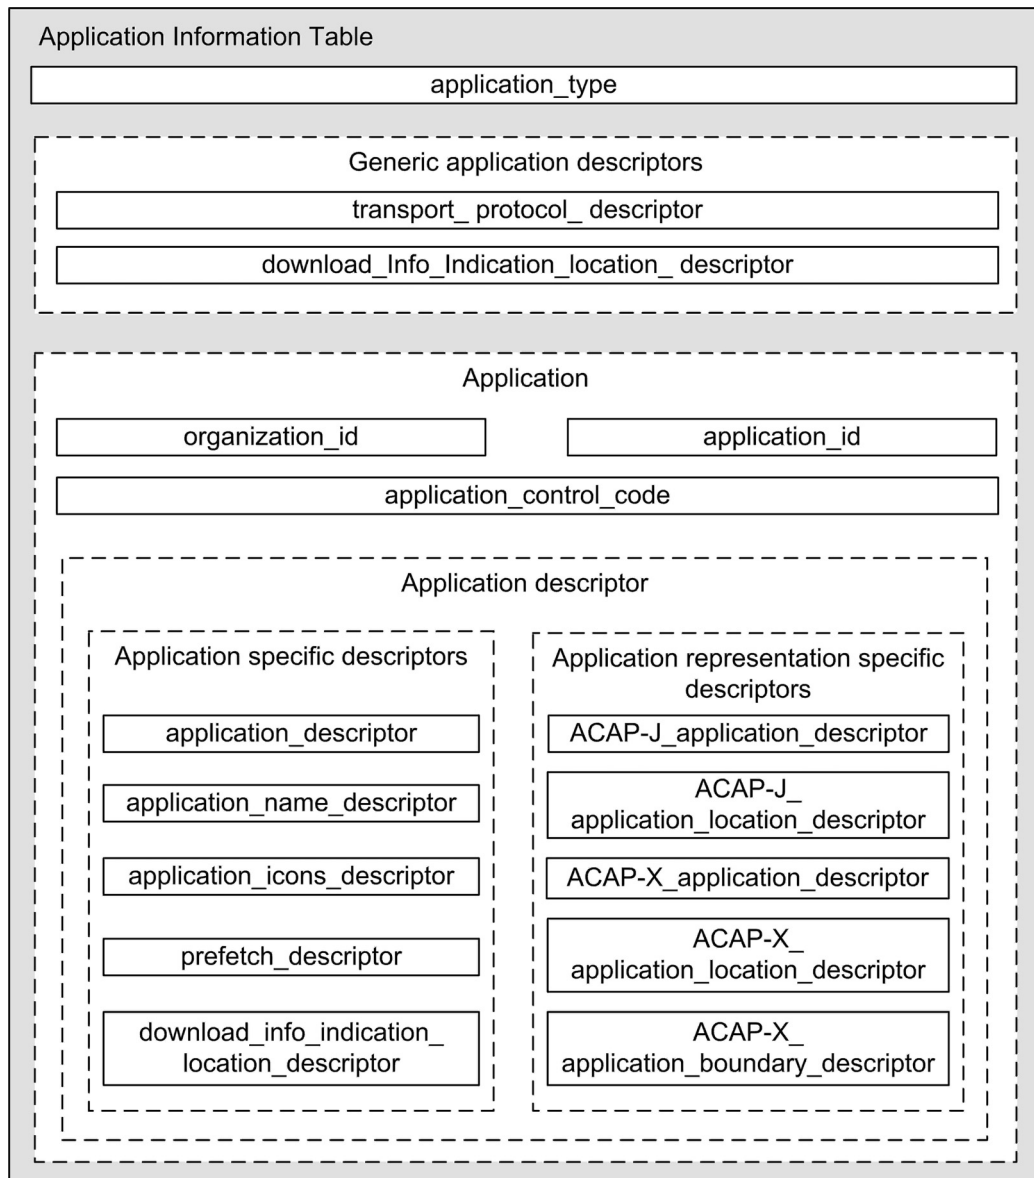 Application Information Table
application_type
Generic application descriptors
transport_ protocol_ descriptor
download_Info_Indication_location_ descriptor
Application
organization_id
application_id
application_control_code
Application descriptor
Application specific descriptors
application_descriptor
application_name_descriptor
application_icons_descriptor
prefetch_descriptor
download_info_indication_
location_descriptor
Application representation specific
descriptors
ACAP-J_application_descriptor
ACAP-J_
application_location_descriptor
ACAP-X_application_descriptor
ACAP-X_
application_location_descriptor
ACAP-X_
application_boundary_descriptor